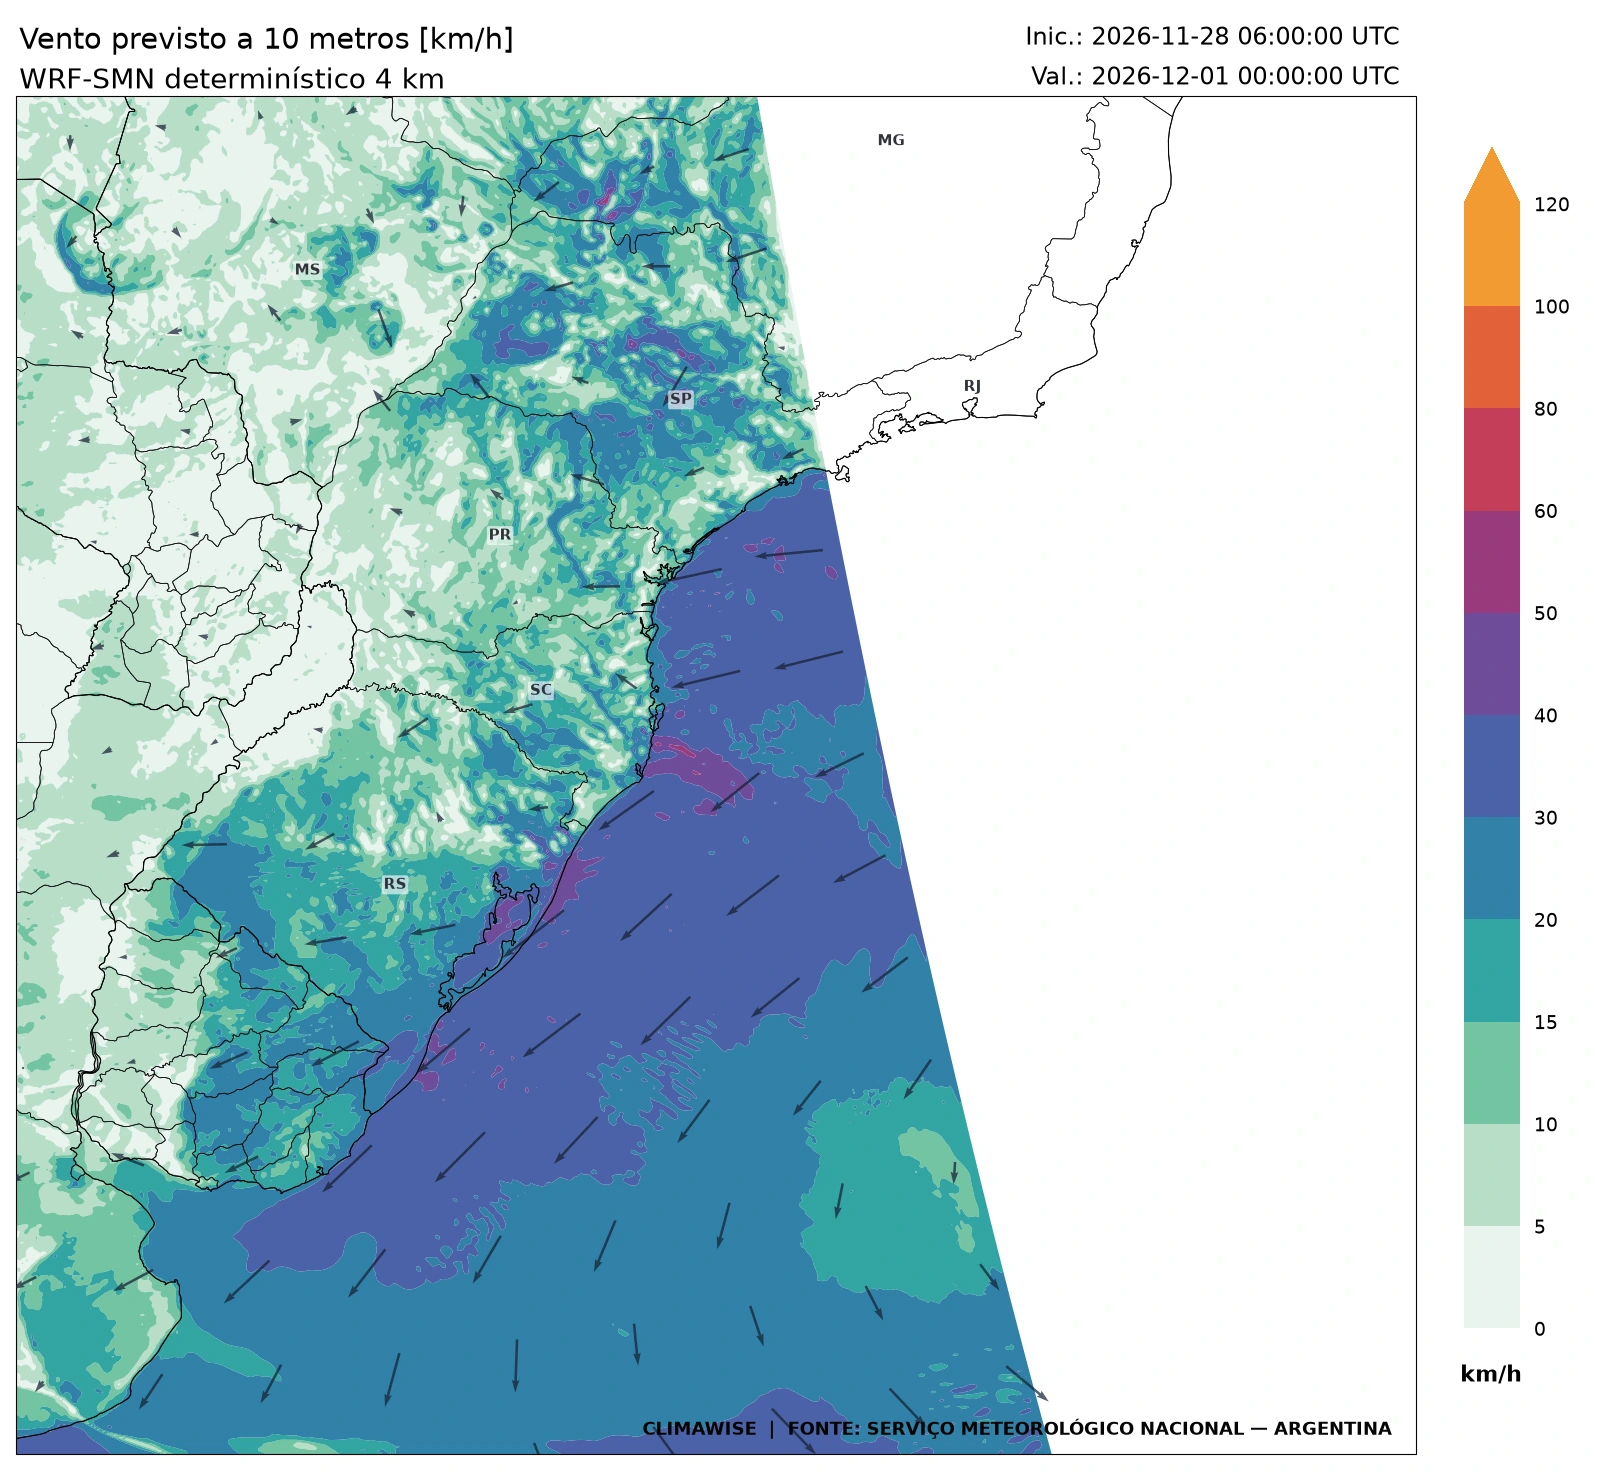 Vento previsto a 10 metros [km/h]
WRF-SMN determinístico 4 km
Inic.: 2026-11-28 06:00:00 UTC
Val.: 2026-12-01 00:00:00 UTC
MG
MS
RJ
SP
PR
SC
RS
120
100
80
60
50
40
30
20
15
10
5
0
km/h
CLIMAWISE | FONTE: SERVIÇO METEOROLÓGICO NACIONAL — ARGENTINA